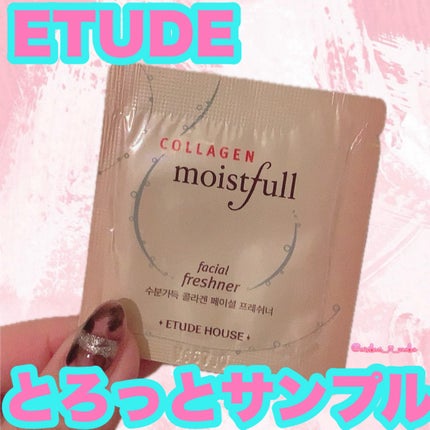 ETUDE
COLLAGEN
moistfull
facial
freshner
수분가득 콜라겐 페이셜 프레쉬너
ETUDE HOUSE
とろっとサンプル